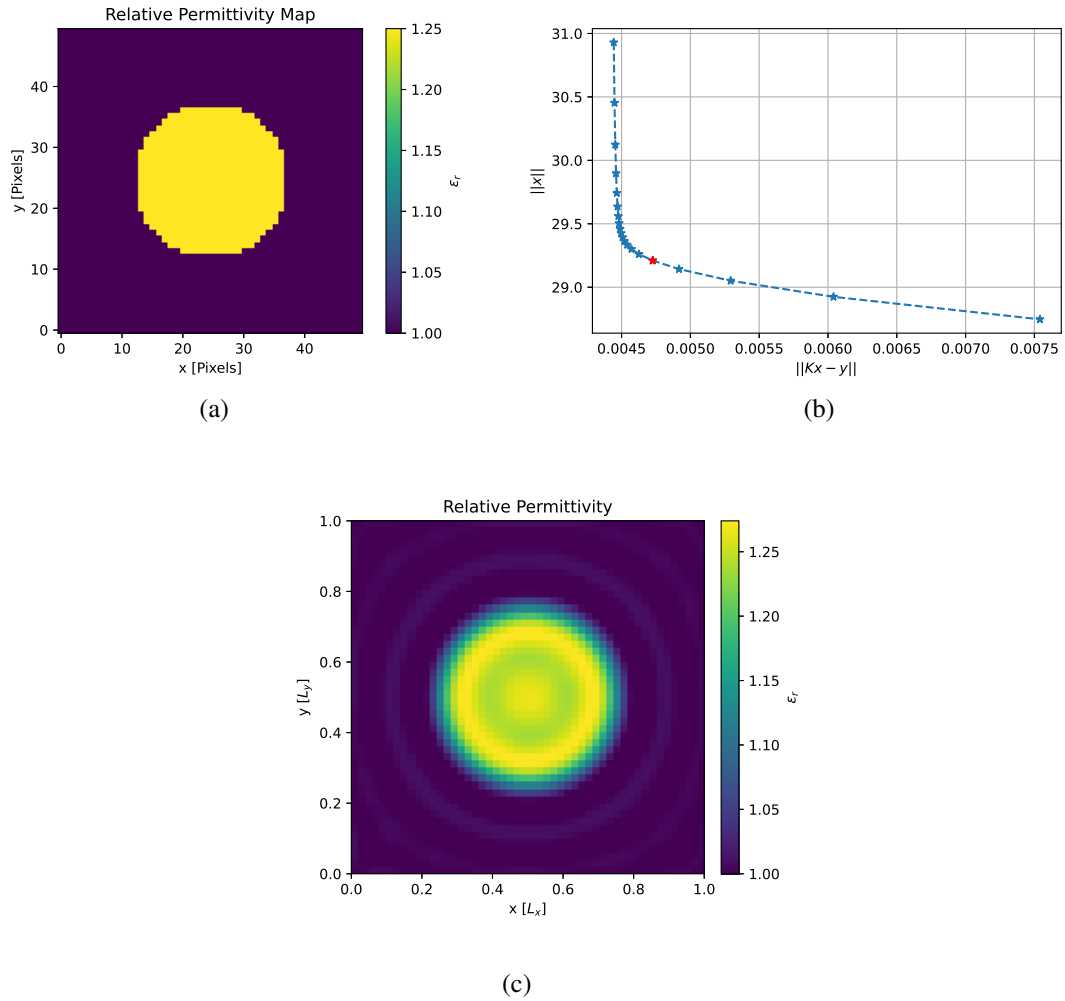 Relative Permittivity Map
y [Pixels]
40
30
20
10
0
0 10 20 30 40
x [Pixels]
1.25
1.20
1.15
1.10
1.05
1.00
ε_r
(a)
31.0
30.5
30.0
29.5
29.0
||x||
0.0045 0.0050 0.0055 0.0060 0.0065 0.0070 0.0075
||Kx − y||
(b)
Relative Permittivity
1.0
0.8
0.6
0.4
0.2
0.0
y [L_y]
0.0 0.2 0.4 0.6 0.8 1.0
x [L_x]
1.25
1.20
1.15
1.10
1.05
1.00
ε_r
(c)